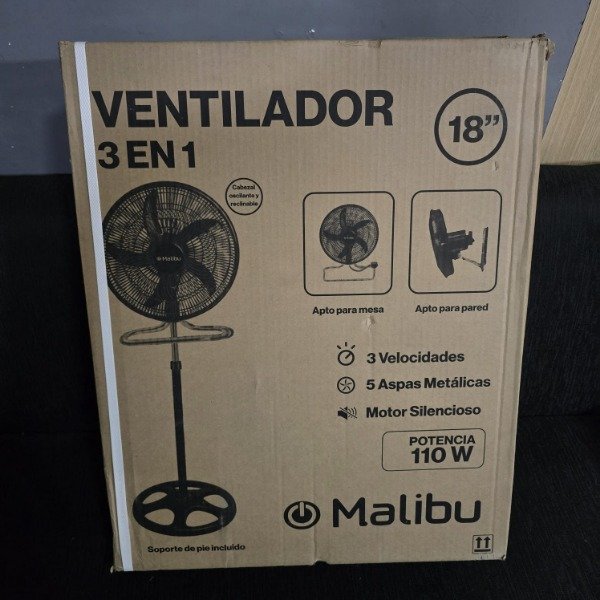 VENTILADOR
3 EN 1
18”
Cabezal
oscilante y
reclinable
Malibu
Apto para mesa
Apto para pared
3 Velocidades
5 Aspas Metálicas
Motor Silencioso
POTENCIA
110 W
Malibu
Soporte de pie incluido